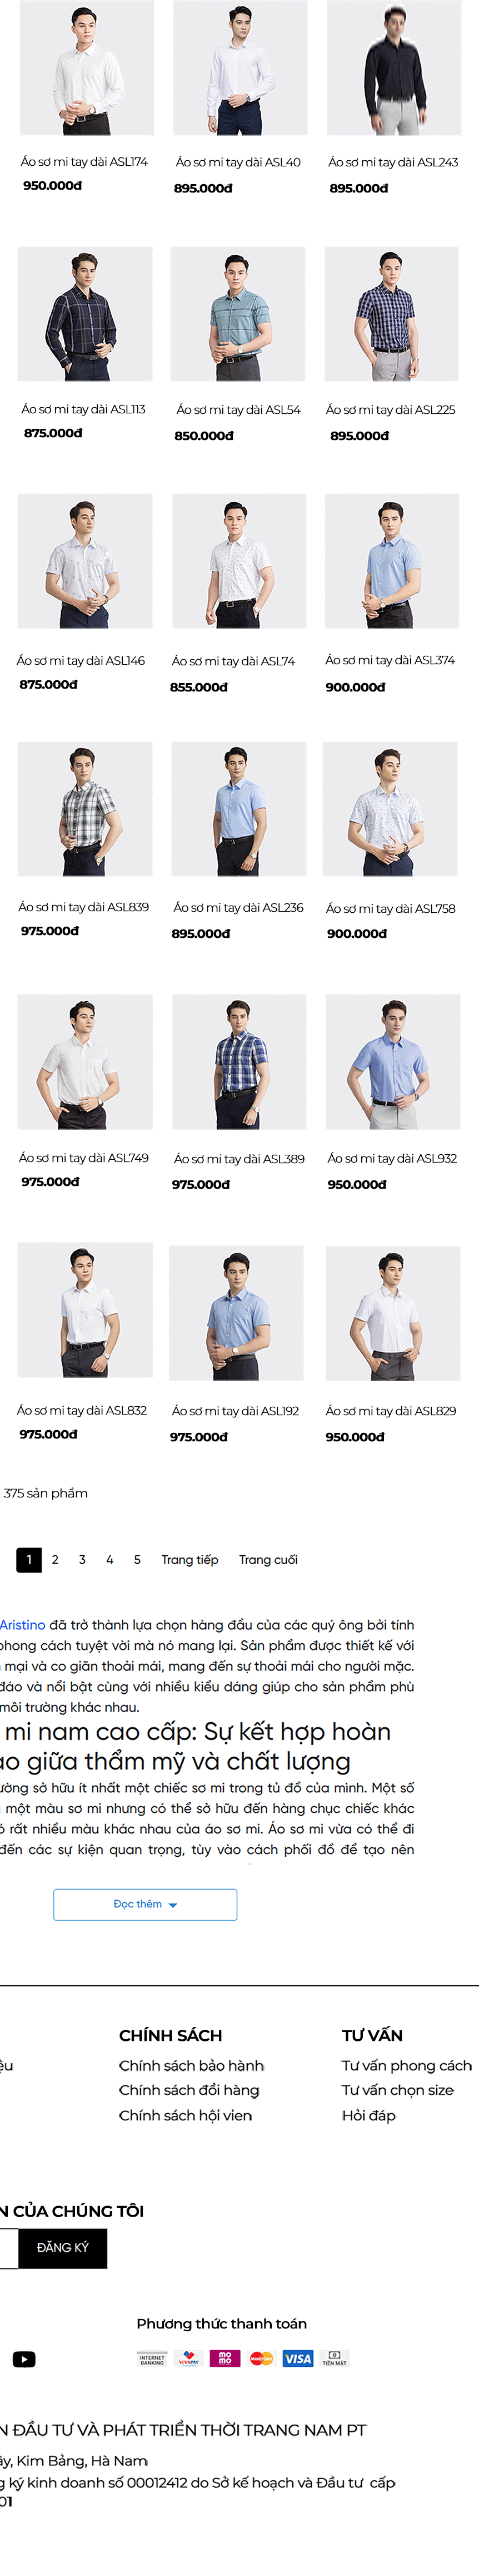 Áo sơ mi tay dài ASL174 Áo sơ mi tay dài ASL40 Áo sơ mi tay dài ASL243
950.000đ 895.000đ 895.000đ
Áo sơ mi tay dài ASL113 Áo sơ mi tay dài ASL54 Áo sơ mi tay dài ASL225
875.000đ 850.000đ 895.000đ
Áo sơ mi tay dài ASL146 Áo sơ mi tay dài ASL74 Áo sơ mi tay dài ASL374
875.000đ 855.000đ 900.000đ
Áo sơ mi tay dài ASL839 Áo sơ mi tay dài ASL236 Áo sơ mi tay dài ASL758
975.000đ 895.000đ 900.000đ
Áo sơ mi tay dài ASL749 Áo sơ mi tay dài ASL389 Áo sơ mi tay dài ASL932
975.000đ 975.000đ 950.000đ
Áo sơ mi tay dài ASL832 Áo sơ mi tay dài ASL192 Áo sơ mi tay dài ASL829
975.000đ 975.000đ 950.000đ
375 sản phẩm
1 2 3 4 5 Trang tiếp Trang cuối
Aristino đã trở thành lựa chọn hàng đầu của các quý ông bởi tính
phong cách tuyệt vời mà nó mang lại. Sản phẩm được thiết kế với
mại và co giãn thoải mái, mang đến sự thoải mái cho người mặc.
đáo và nổi bật cùng với nhiều kiểu dáng giúp cho sản phẩm phù
môi trường khác nhau.
mi nam cao cấp: Sự kết hợp hoàn
ảo giữa thẩm mỹ và chất lượng
ường sở hữu ít nhất một chiếc sơ mi trong tủ đồ của mình. Một số
một màu sơ mi nhưng có thể sở hữu đến hàng chục chiếc khác
ó rất nhiều màu khác nhau của áo sơ mi. Áo sơ mi vừa có thể đi
đến các sự kiện quan trọng, tùy vào cách phối đồ để tạo nên
Đọc thêm
CHÍNH SÁCH TƯ VẤN
ệu Chính sách bảo hành Tư vấn phong cách
Chính sách đổi hàng Tư vấn chọn size
Chính sách hội vien Hỏi đáp
N CỦA CHÚNG TÔI
ĐĂNG KÝ
Phương thức thanh toán
INTERNET BANKING VNPAY momo MasterCard VISA TIỀN MẶT
N ĐẦU TƯ VÀ PHÁT TRIỂN THỜI TRANG NAM PT
ây, Kim Bảng, Hà Nam
g ký kinh doanh số 00012412 do Sở kế hoạch và Đầu tư cấp
01